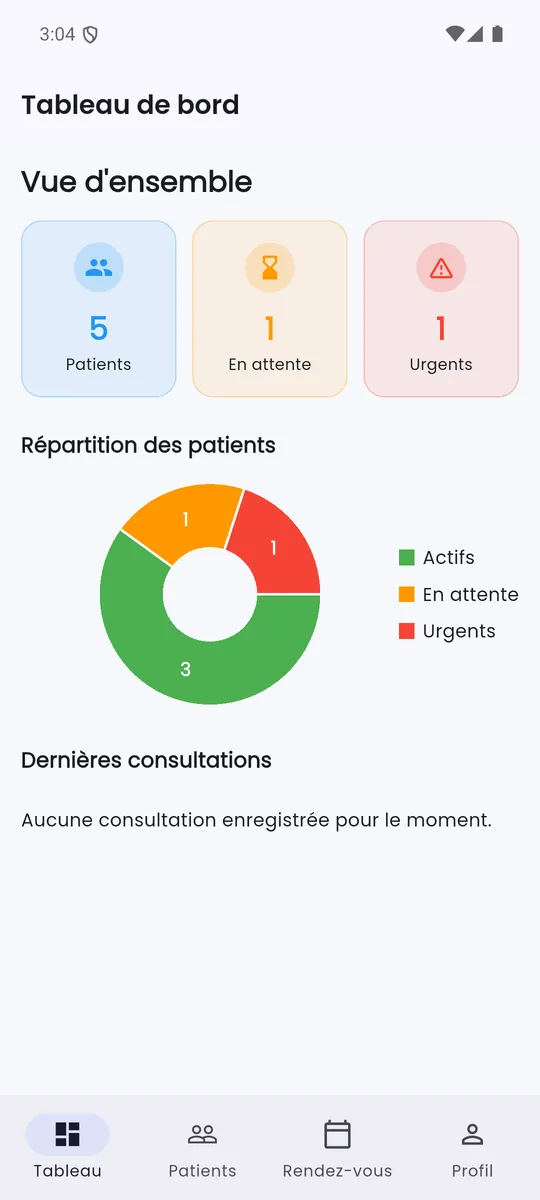 3:04
Tableau de bord
Vue d'ensemble
5
Patients
1
En attente
1
Urgents
Répartition des patients
1
1
3
Actifs
En attente
Urgents
Dernières consultations
Aucune consultation enregistrée pour le moment.
Tableau
Patients
Rendez-vous
Profil